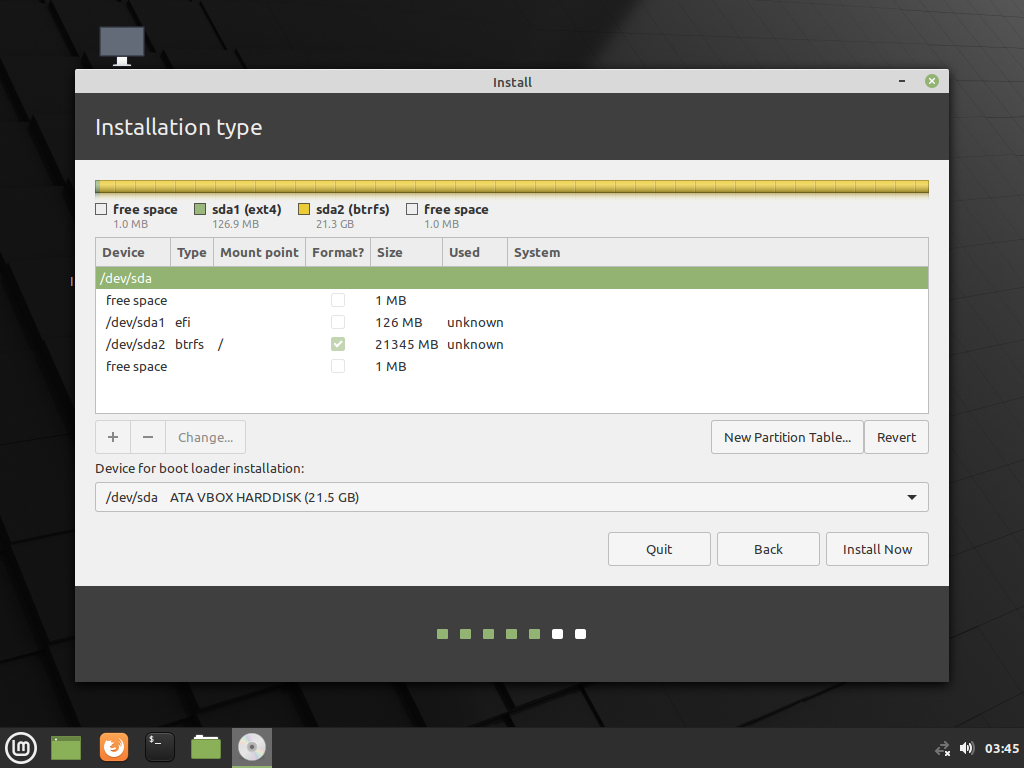 Install
Installation type
free space sda1 (ext4) sda2 (btrfs) free space
1.0 MB 126.9 MB 21.3 GB 1.0 MB
Device Type Mount point Format? Size Used System
/dev/sda
free space 1 MB
/dev/sda1 efi 126 MB unknown
/dev/sda2 btrfs / 21345 MB unknown
free space 1 MB
+ − Change... New Partition Table... Revert
Device for boot loader installation:
/dev/sda ATA VBOX HARDDISK (21.5 GB)
Quit Back Install Now
$_ 03:45